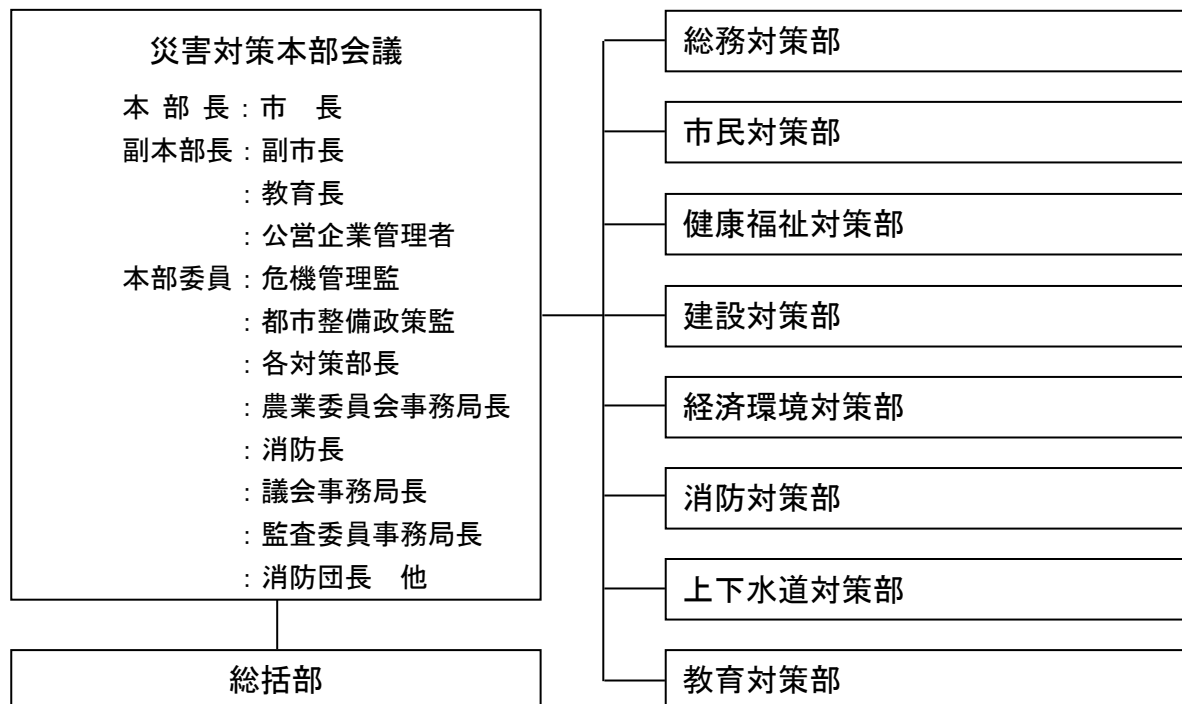 災害対策本部会議
本 部 長：市　長
副本部長：副市長
：教育長
：公営企業管理者
本部委員：危機管理監
：都市整備政策監
：各対策部長
：農業委員会事務局長
：消防長
：議会事務局長
：監査委員事務局長
：消防団長　他
総括部
総務対策部
市民対策部
健康福祉対策部
建設対策部
経済環境対策部
消防対策部
上下水道対策部
教育対策部